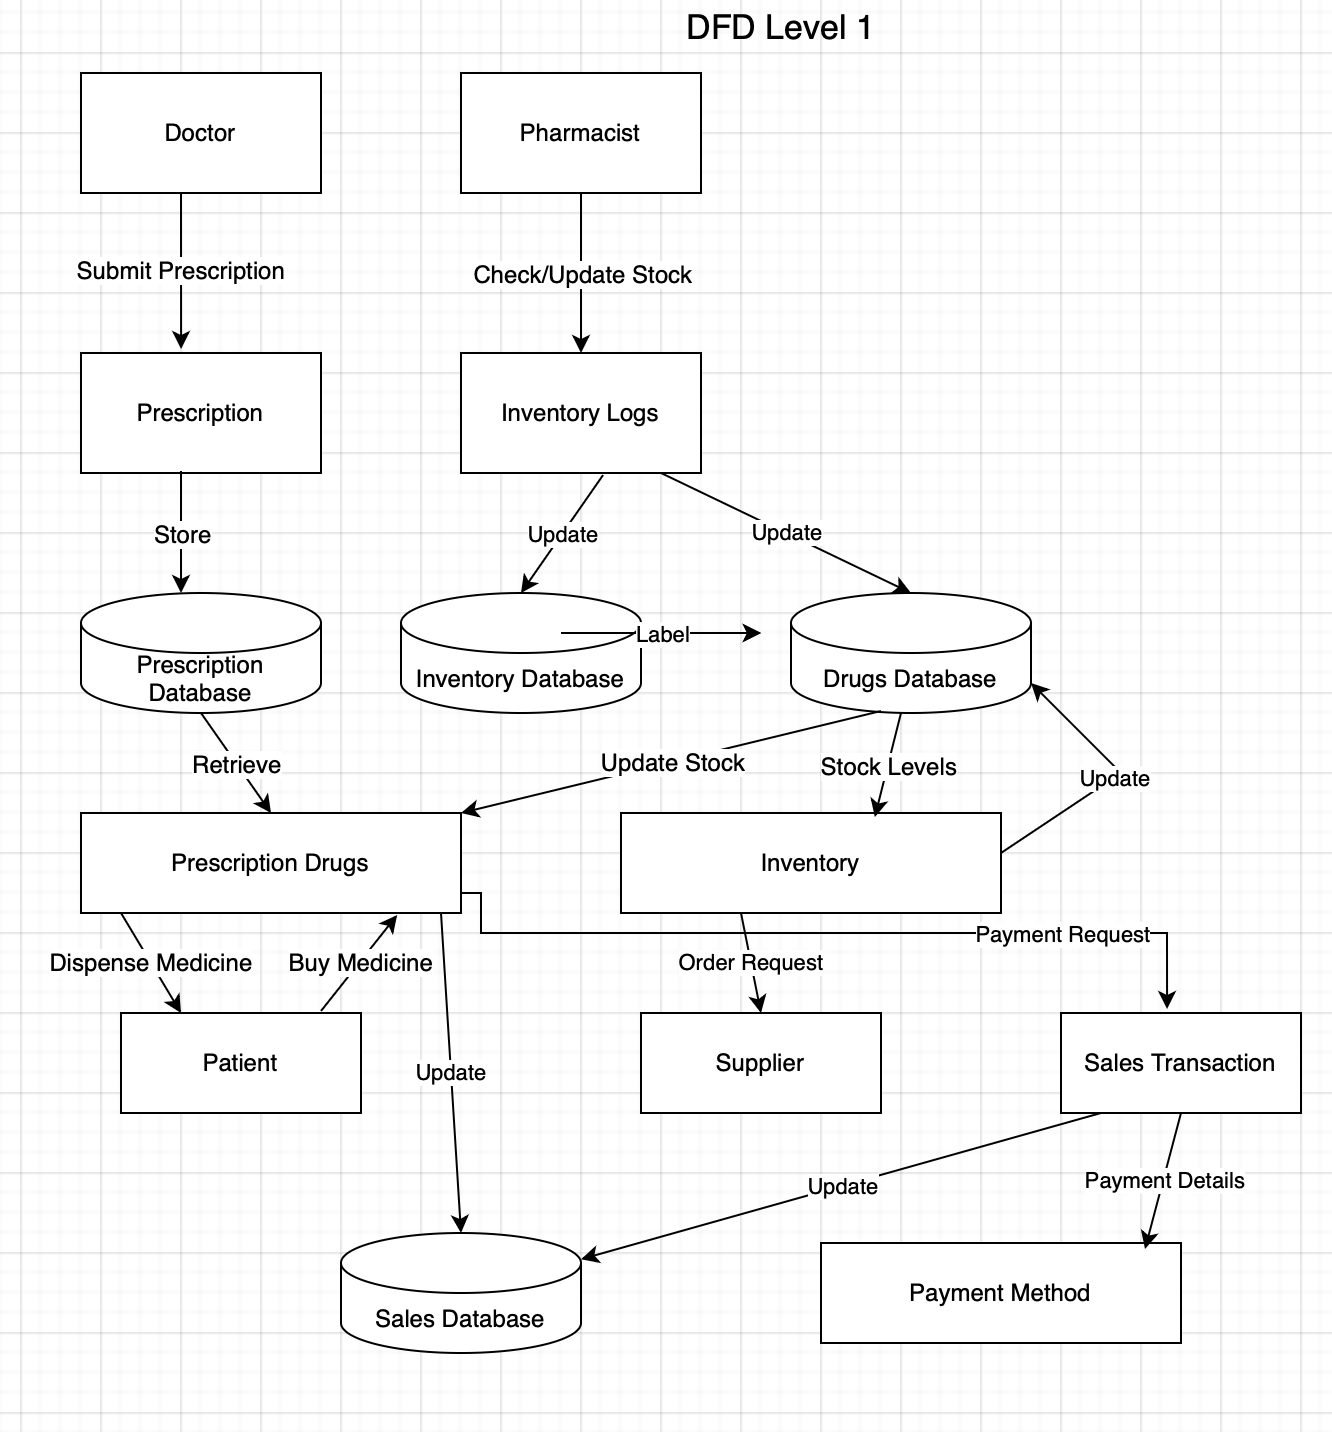 DFD Level 1
Doctor
Pharmacist
Submit Prescription
Check/Update Stock
Prescription
Inventory Logs
Store
Update
Update
Prescription
Database
Inventory Database
Label
Drugs Database
Retrieve
Update Stock
Stock Levels
Update
Prescription Drugs
Inventory
Payment Request
Dispense Medicine
Buy Medicine
Order Request
Patient
Update
Supplier
Sales Transaction
Update
Payment Details
Sales Database
Payment Method